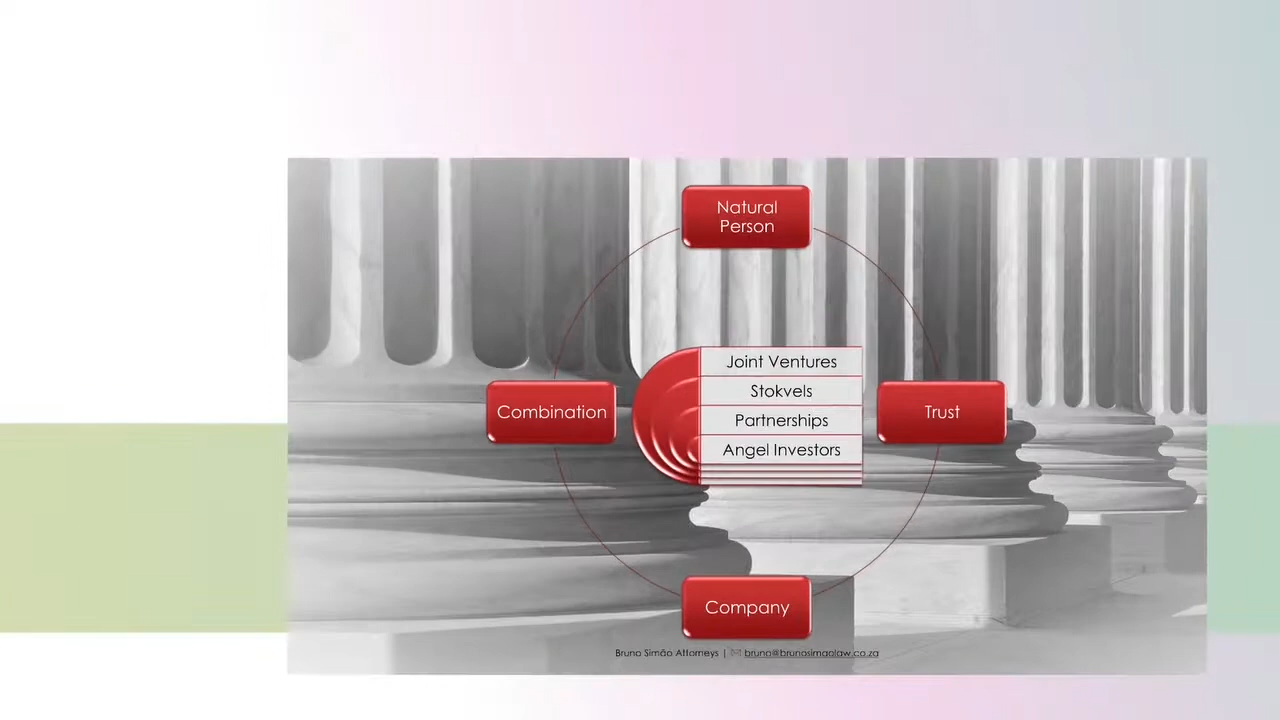 Natural
Person
Joint Ventures
Stokvels
Partnerships
Angel Investors
Combination
Trust
Company
Bruno Simão Attorneys | ✉ bruno@brunosimaolaw.co.za